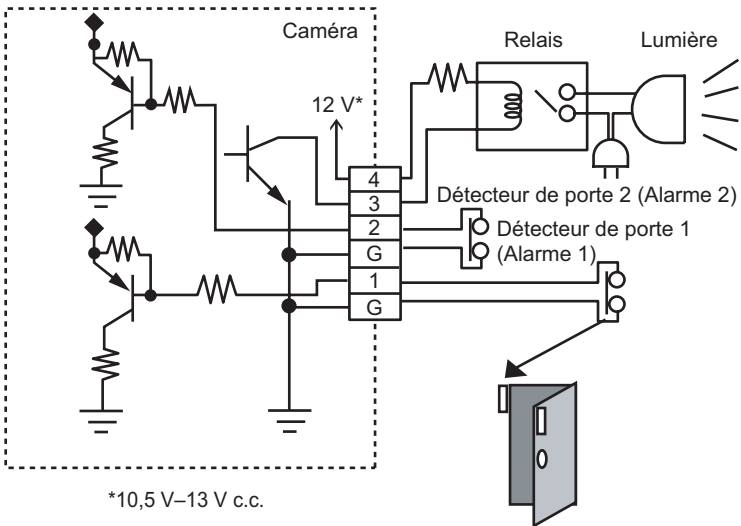 Caméra
Relais
Lumière
12 V*
4
3
2
G
1
G
Détecteur de porte 2 (Alarme 2)
Détecteur de porte 1
(Alarme 1)
*10,5 V–13 V c.c.